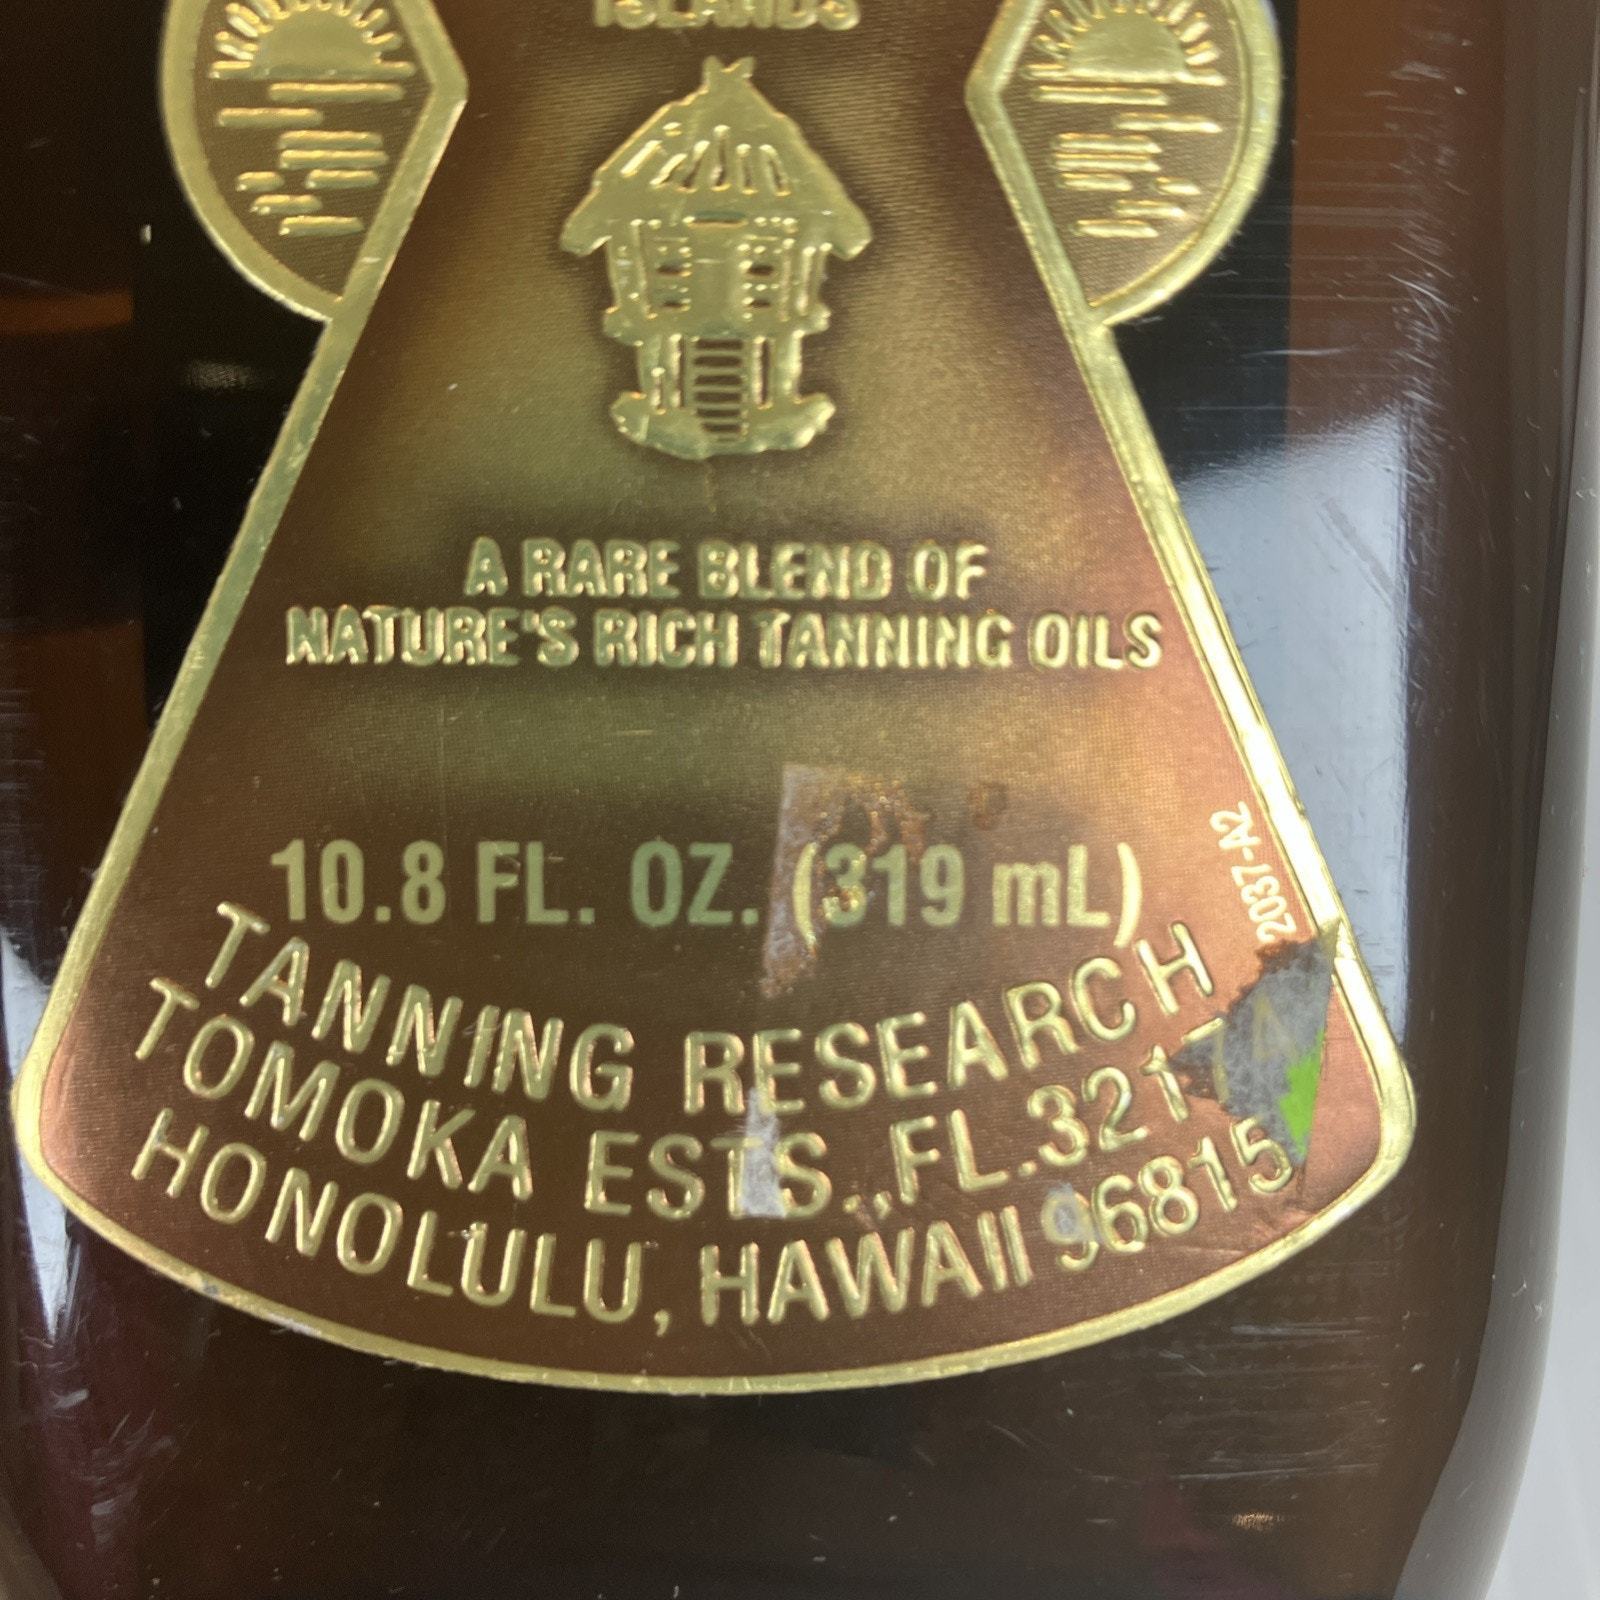 ISLANDS
A RARE BLEND OF
NATURE'S RICH TANNING OILS
10.8 FL. OZ. (319 mL)
2037-A2
TANNING RESEARCH
TOMOKA ESTS., FL. 32174
HONOLULU, HAWAII 96815